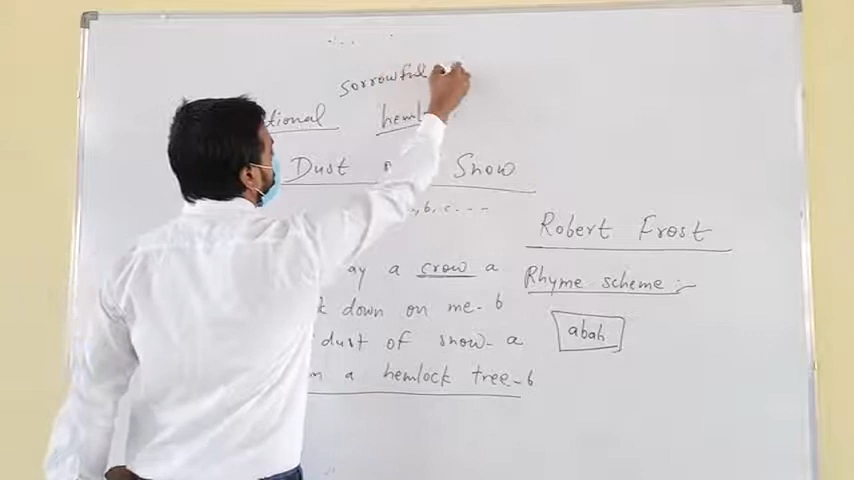 sorrowful
tional heml
Dust Snow
, b, c. - - -
Robert Frost
ay a crow a
Rhyme scheme :-
k down on me - b
dust of snow - a
abab
m a hemlock tree - b